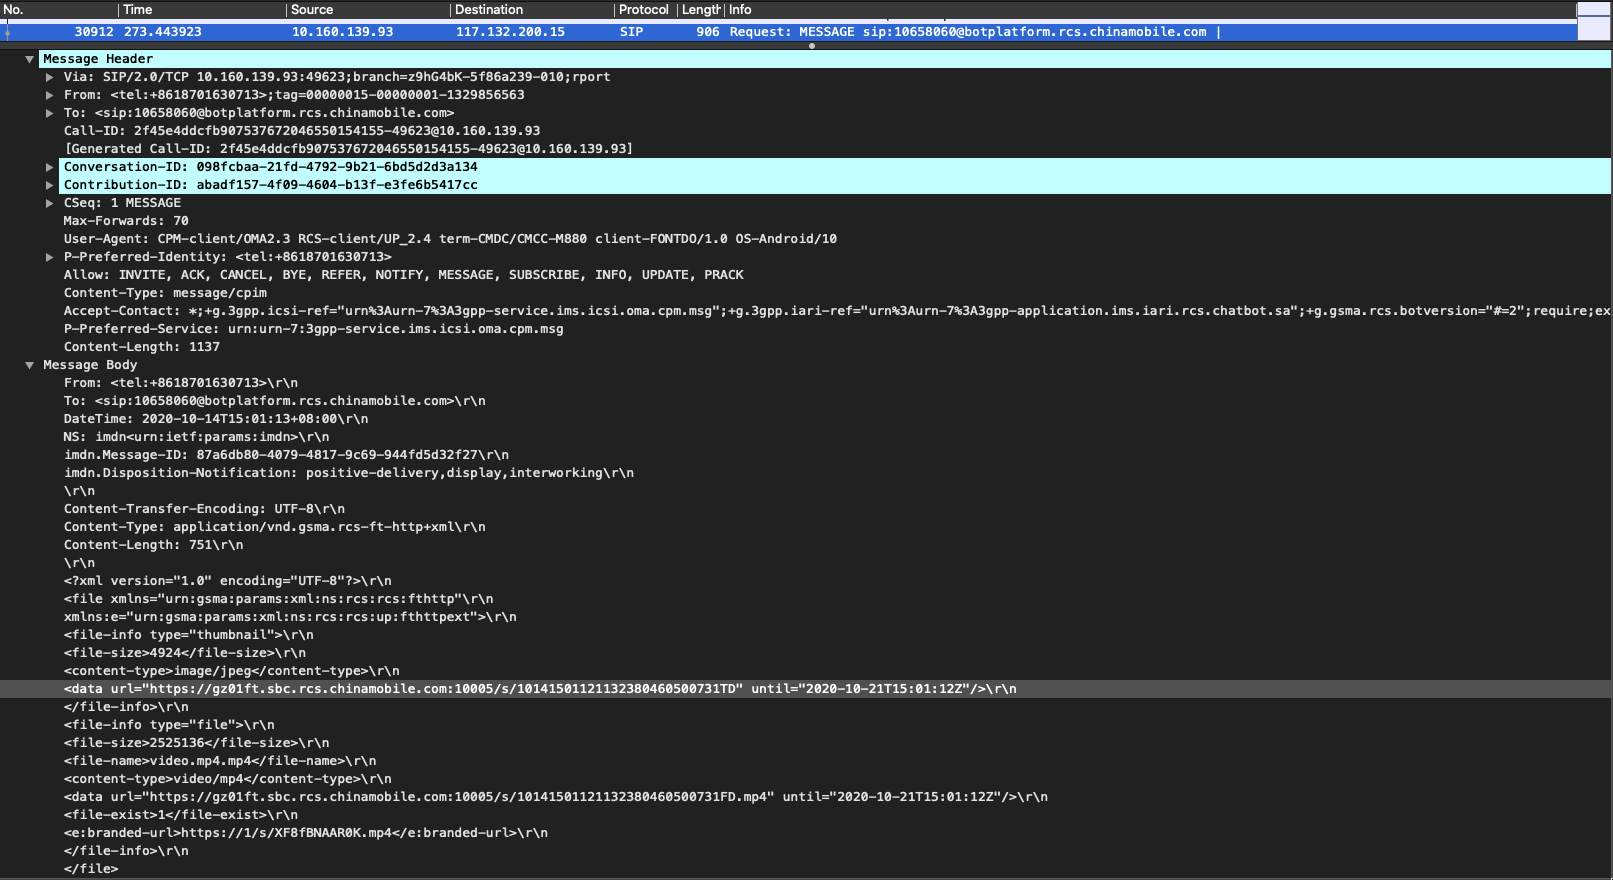 No. Time Source Destination Protocol Length Info
30912 273.443923 10.160.139.93 117.132.200.15 SIP 906 Request: MESSAGE sip:10658060@botplatform.rcs.chinamobile.com |
Message Header
Via: SIP/2.0/TCP 10.160.139.93:49623;branch=z9hG4bK-5f86a239-010;rport
From: <tel:+8618701630713>;tag=00000015-00000001-1329856563
To: <sip:10658060@botplatform.rcs.chinamobile.com>
Call-ID: 2f45e4ddcfb907537672046550154155-49623@10.160.139.93
[Generated Call-ID: 2f45e4ddcfb907537672046550154155-49623@10.160.139.93]
Conversation-ID: 098fcbaa-21fd-4792-9b21-6bd5d2d3a134
Contribution-ID: abadf157-4f09-4604-b13f-e3fe6b5417cc
CSeq: 1 MESSAGE
Max-Forwards: 70
User-Agent: CPM-client/OMA2.3 RCS-client/UP_2.4 term-CMDC/CMCC-M880 client-FONTDO/1.0 OS-Android/10
P-Preferred-Identity: <tel:+8618701630713>
Allow: INVITE, ACK, CANCEL, BYE, REFER, NOTIFY, MESSAGE, SUBSCRIBE, INFO, UPDATE, PRACK
Content-Type: message/cpim
Accept-Contact: *;+g.3gpp.icsi-ref="urn%3Aurn-7%3A3gpp-service.ims.icsi.oma.cpm.msg";+g.3gpp.iari-ref="urn%3Aurn-7%3A3gpp-application.ims.iari.rcs.chatbot.sa";+g.gsma.rcs.botversion="#=2";require;ex
P-Preferred-Service: urn:urn-7:3gpp-service.ims.icsi.oma.cpm.msg
Content-Length: 1137
Message Body
From: <tel:+8618701630713>\r\n
To: <sip:10658060@botplatform.rcs.chinamobile.com>\r\n
DateTime: 2020-10-14T15:01:13+08:00\r\n
NS: imdn<urn:ietf:params:imdn>\r\n
imdn.Message-ID: 87a6db80-4079-4817-9c69-944fd5d32f27\r\n
imdn.Disposition-Notification: positive-delivery,display,interworking\r\n
\r\n
Content-Transfer-Encoding: UTF-8\r\n
Content-Type: application/vnd.gsma.rcs-ft-http+xml\r\n
Content-Length: 751\r\n
\r\n
<?xml version="1.0" encoding="UTF-8"?>\r\n
<file xmlns="urn:gsma:params:xml:ns:rcs:rcs:fthttp"\r\n
xmlns:e="urn:gsma:params:xml:ns:rcs:rcs:up:fthttpext">\r\n
<file-info type="thumbnail">\r\n
<file-size>4924</file-size>\r\n
<content-type>image/jpeg</content-type>\r\n
<data url="https://gz01ft.sbc.rcs.chinamobile.com:10005/s/10141501121132380460500731TD" until="2020-10-21T15:01:12Z"/>\r\n
</file-info>\r\n
<file-info type="file">\r\n
<file-size>2525136</file-size>\r\n
<file-name>video.mp4.mp4</file-name>\r\n
<content-type>video/mp4</content-type>\r\n
<data url="https://gz01ft.sbc.rcs.chinamobile.com:10005/s/10141501121132380460500731FD.mp4" until="2020-10-21T15:01:12Z"/>\r\n
<file-exist>1</file-exist>\r\n
<e:branded-url>https://1/s/XF8fBNAAR0K.mp4</e:branded-url>\r\n
</file-info>\r\n
</file>